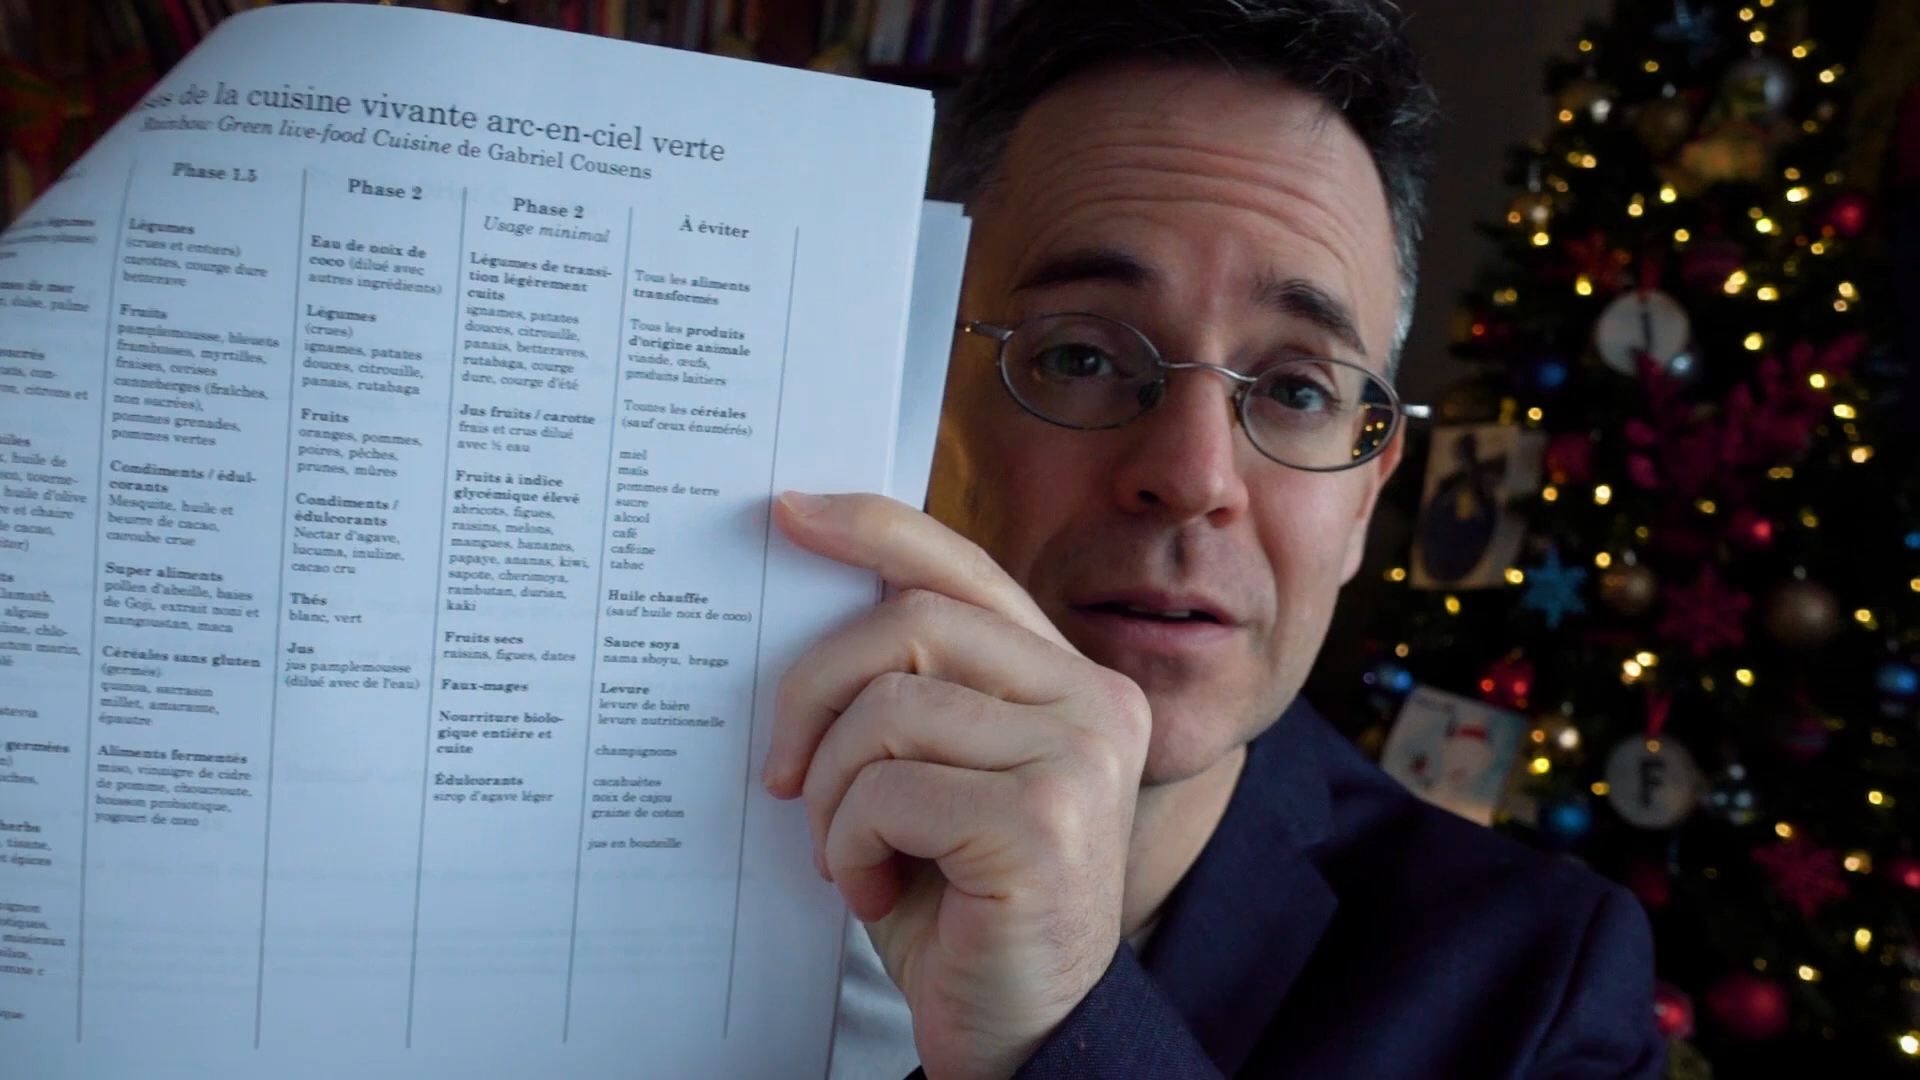 de la cuisine vivante arc-en-ciel verte
Rainbow Green live-food Cuisine de Gabriel Cousens
Phase 1.5
Légumes
(crues et entiers)
carottes, courge dure
betterave
Fruits
pamplemousse, bleuets
framboises, myrtilles,
fraises, cerises
canneberges (fraîches,
non sucrées),
pommes grenades,
pommes vertes
Condiments / édul-
corants
Mesquite, huile et
beurre de cacao,
caroube crue
Super aliments
pollen d'abeille, baies
de Goji, extrait noni et
mangoustan, maca
Céréales sans gluten
(germés)
quinoa, sarrasin
millet, amarante,
épautre
Aliments fermentés
miso, vinaigre de cidre
de pomme, choucroute,
boisson probiotique,
yogourt de coco
Phase 2
Eau de noix de
coco (dilué avec
autres ingrédients)
Légumes
(crues)
ignames, patates
douces, citrouille,
panais, rutabaga
Fruits
oranges, pommes,
poires, pêches,
prunes, mûres
Condiments /
édulcorants
Nectar d'agave,
lucuma, inuline,
cacao cru
Thés
blanc, vert
Jus
jus pamplemousse
(dilué avec de l'eau)
Phase 2
Usage minimal
Légumes de transi-
tion légèrement
cuits
ignames, patates
douces, citrouille,
panais, betteraves,
rutabaga, courge
dure, courge d'été
Jus fruits / carotte
frais et crus dilué
avec ½ eau
Fruits à indice
glycémique élevé
abricots, figues,
raisins, melons,
mangues, bananes,
papaye, ananas, kiwi,
sapote, cherimoya,
rambutan, durian,
kaki
Fruits secs
raisins, figues, dates
Faux-mages
Nourriture biolo-
gique entière et
cuite
Édulcorants
sirop d'agave léger
À éviter
Tous les aliments
transformés
Tous les produits
d'origine animale
viande, œufs,
produits laitiers
Toutes les céréales
(sauf ceux énumérés)
miel
maïs
pommes de terre
sucre
alcool
café
caféine
tabac
Huile chauffée
(sauf huile noix de coco)
Sauce soya
nama shoyu, braggs
Levure
levure de bière
levure nutritionnelle
champignons
cacahuètes
noix de cajou
graine de coton
jus en bouteille
F